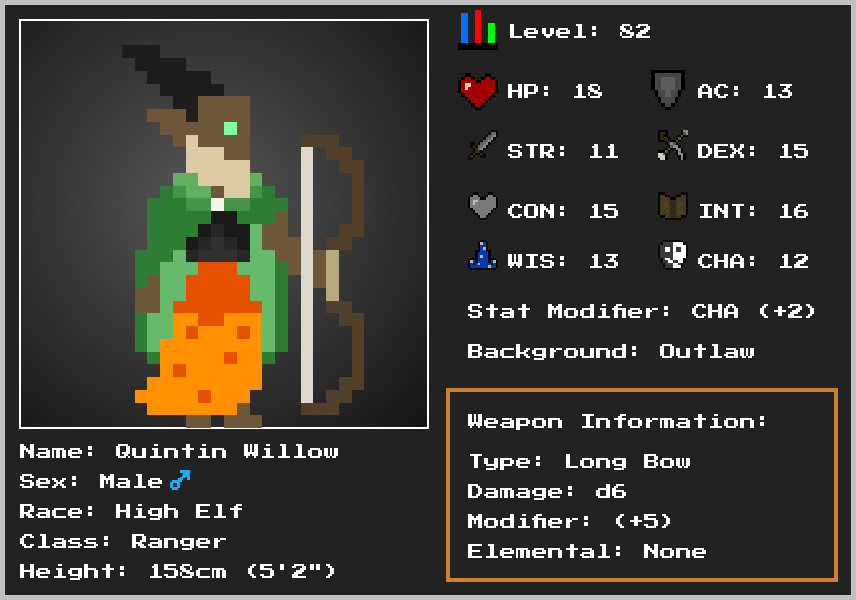 Level: 82
HP: 18
AC: 13
STR: 11
DEX: 15
CON: 15
INT: 16
WIS: 13
CHA: 12
Stat Modifier: CHA (+2)
Background: Outlaw
Weapon Information:
Type: Long Bow
Damage: d6
Modifier: (+5)
Elemental: None
Name: Quintin Willow
Sex: Male♂
Race: High Elf
Class: Ranger
Height: 158cm (5'2")